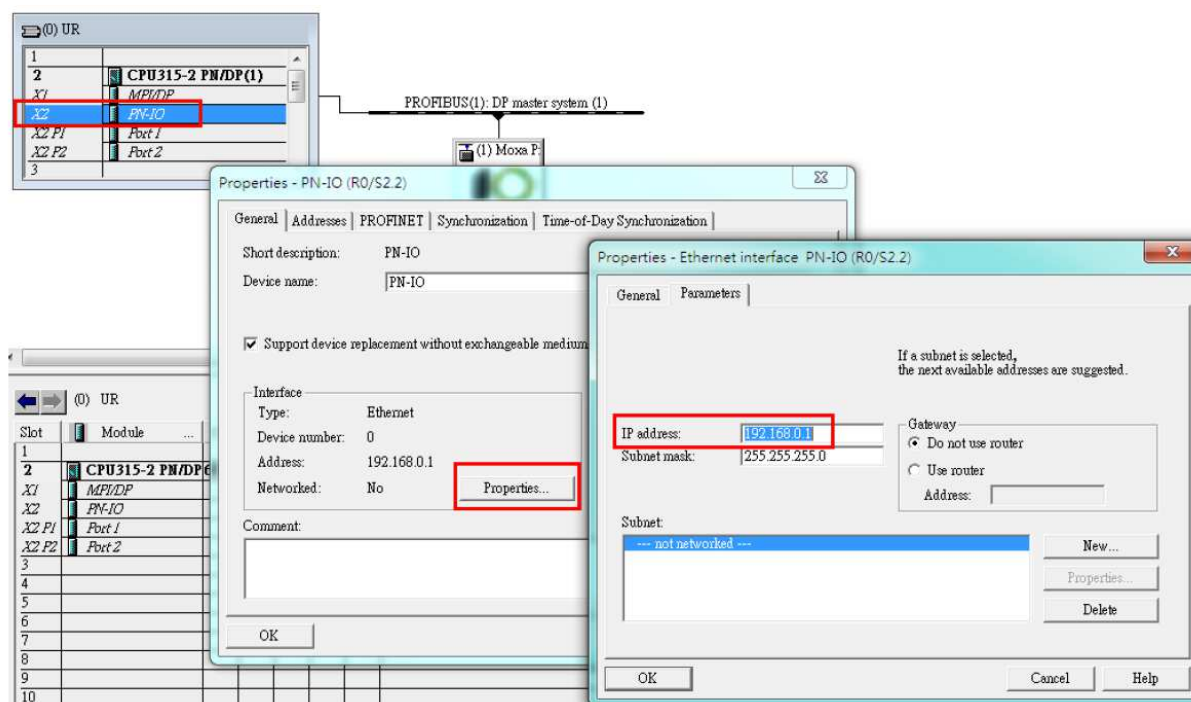 (0) UR
1
2 CPU315-2 PN/DP(1)
X1 MPI/DP
X2 PN-IO
X2 P1 Port 1
X2 P2 Port 2
3
PROFIBUS(1): DP master system (1)
(1) Moxa P
Properties - PN-IO (R0/S2.2)
General Addresses PROFINET Synchronization Time-of-Day Synchronization
Short description: PN-IO
Device name: PN-IO
Support device replacement without exchangeable medium
Interface
Type: Ethernet
Device number: 0
Address: 192.168.0.1
Networked: No Properties...
Comment:
OK
Properties - Ethernet interface PN-IO (R0/S2.2)
General Parameters
If a subnet is selected,
the next available addresses are suggested.
IP address: 192.168.0.1
Subnet mask: 255.255.255.0
Gateway
Do not use router
Use router
Address:
Subnet:
--- not networked ---
New...
Properties...
Delete
OK Cancel Help
(0) UR
Slot Module ...
1
2 CPU315-2 PN/DP
X1 MPI/DP
X2 PN-IO
X2 P1 Port 1
X2 P2 Port 2
3
4
5
6
7
8
9
10